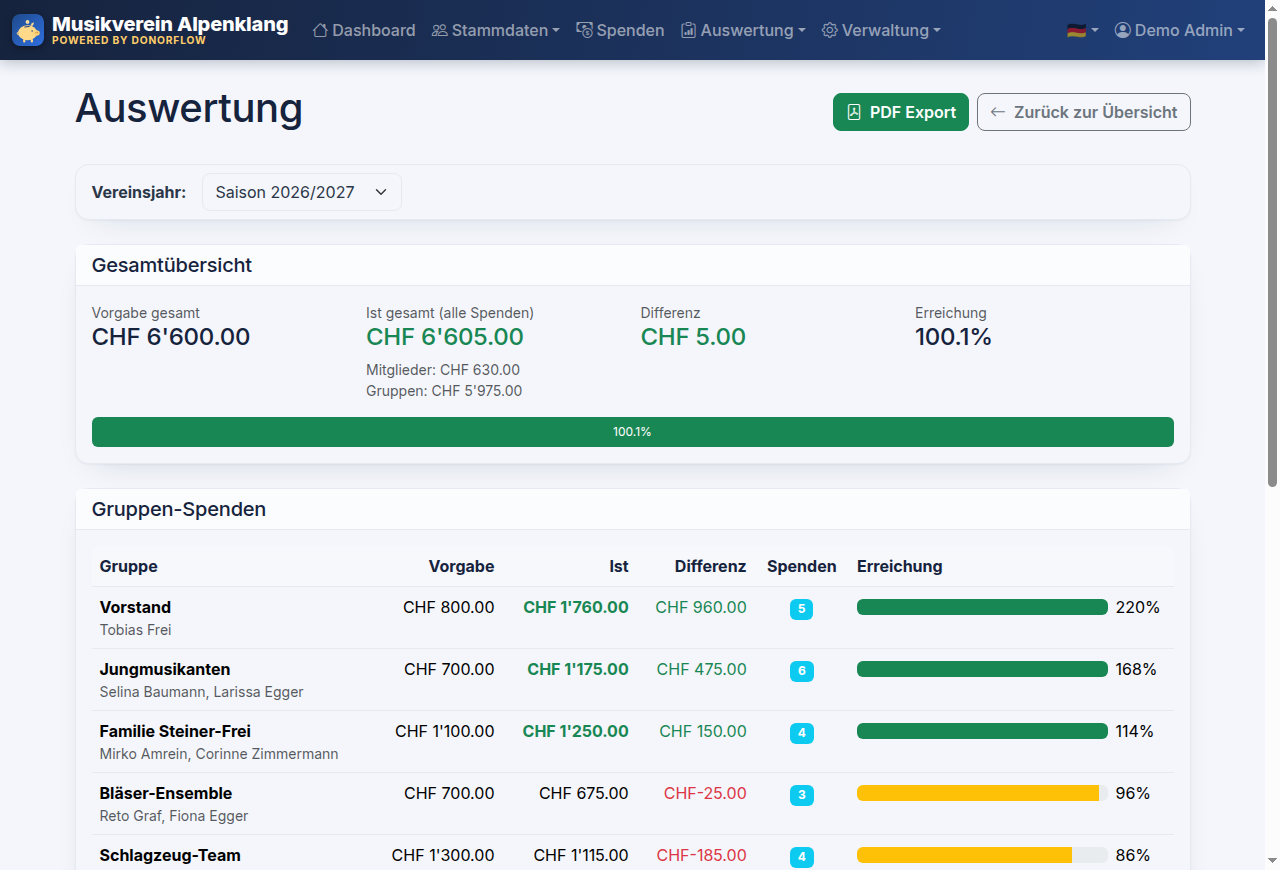 Musikverein Alpenklang
POWERED BY DONORFLOW
Dashboard Stammdaten Spenden Auswertung Verwaltung Demo Admin
Auswertung
PDF Export
Zurück zur Übersicht
Vereinsjahr: Saison 2026/2027
Gesamtübersicht
Vorgabe gesamt Ist gesamt (alle Spenden) Differenz Erreichung
CHF 6'600.00 CHF 6'605.00 CHF 5.00 100.1%
Mitglieder: CHF 630.00
Gruppen: CHF 5'975.00
100.1%
Gruppen-Spenden
Gruppe Vorgabe Ist Differenz Spenden Erreichung
Vorstand CHF 800.00 CHF 1'760.00 CHF 960.00 5 220%
Tobias Frei
Jungmusikanten CHF 700.00 CHF 1'175.00 CHF 475.00 6 168%
Selina Baumann, Larissa Egger
Familie Steiner-Frei CHF 1'100.00 CHF 1'250.00 CHF 150.00 4 114%
Mirko Amrein, Corinne Zimmermann
Bläser-Ensemble CHF 700.00 CHF 675.00 CHF-25.00 3 96%
Reto Graf, Fiona Egger
Schlagzeug-Team CHF 1'300.00 CHF 1'115.00 CHF-185.00 4 86%